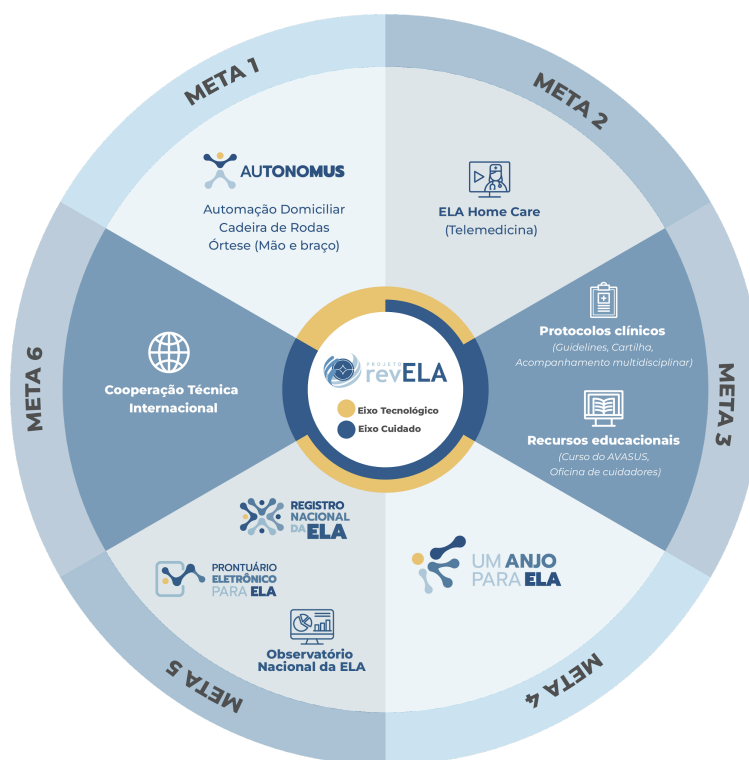 META 1
AUTONOMUS
Automação Domiciliar
Cadeira de Rodas
Órtese (Mão e braço)
META 2
ELA Home Care
(Telemedicina)
META 3
Protocolos clínicos
(Guidelines, Cartilha,
Acompanhamento multidisciplinar)
Recursos educacionais
(Curso do AVASUS,
Oficina de cuidadores)
META 4
UM ANJO
PARA ELA
META 5
REGISTRO
NACIONAL
DA ELA
PRONTUÁRIO
ELETRÔNICO
PARA ELA
Observatório
Nacional da ELA
META 6
Cooperação Técnica
Internacional
PROJETO
revELA
Eixo Tecnológico
Eixo Cuidado